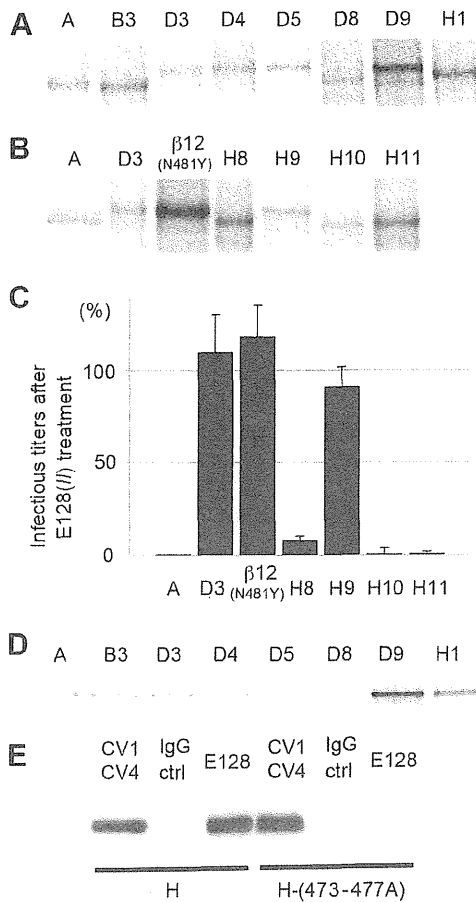 A
A B3 D3 D4 D5 D8 D9 H1
B
A D3 β12 (N481Y) H8 H9 H10 H11
C
(%)
Infectious titers after
E128(II) treatment
100
50
0
A D3 β12 (N481Y) H8 H9 H10 H11
D
A B3 D3 D4 D5 D8 D9 H1
E
CV1 CV4 IgG ctrl E128 CV1 CV4 IgG ctrl E128
H H-(473-477A)